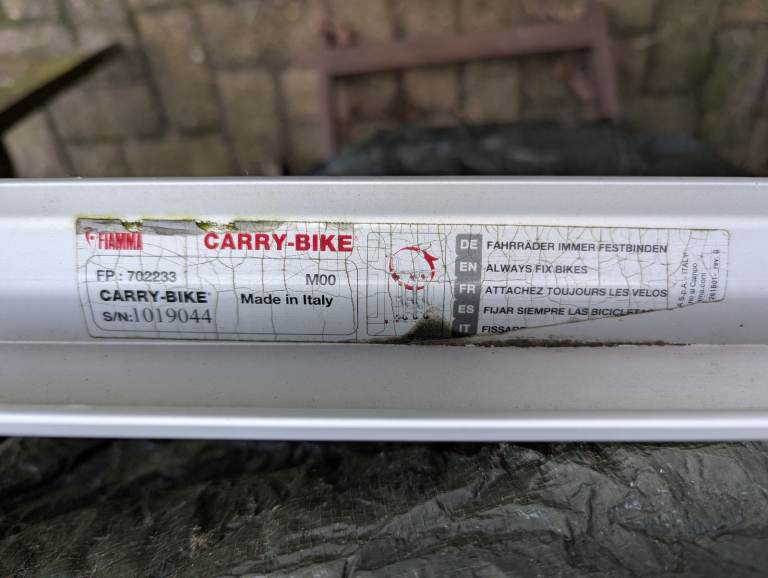 FIAMMA CARRY-BIKE
FP: 702233 M00
CARRY-BIKE Made in Italy
S/N:1019044
DE FAHRRÄDER IMMER FESTBINDEN
EN ALWAYS FIX BIKES
FR ATTACHEZ TOUJOURS LES VELOS
ES FIJAR SIEMPRE LAS
IT